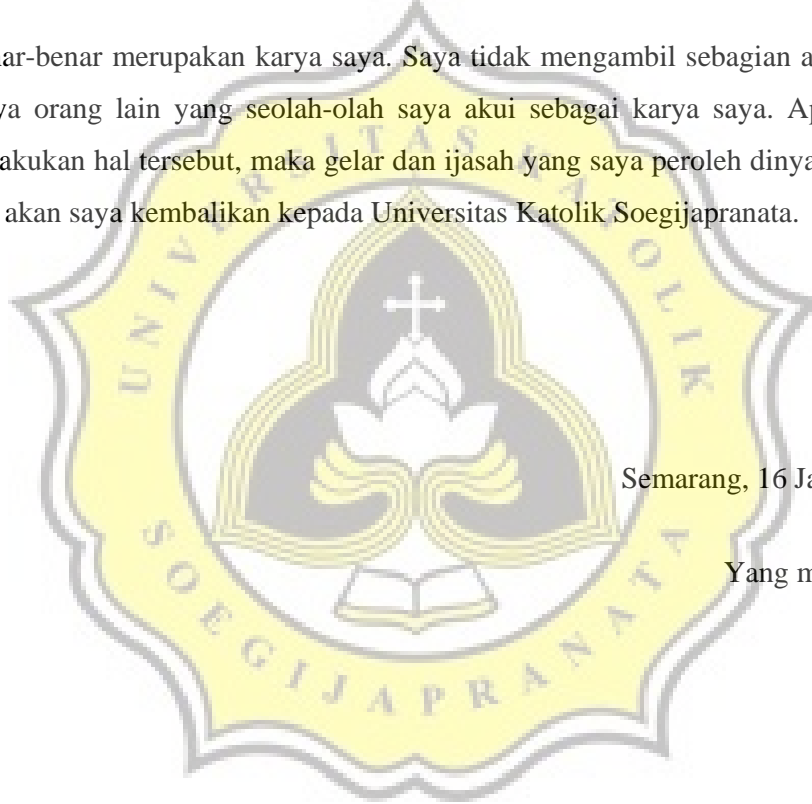 ar-benar merupakan karya saya. Saya tidak mengambil sebagian a
ya orang lain yang seolah-olah saya akui sebagai karya saya. Ap
akukan hal tersebut, maka gelar dan ijasah yang saya peroleh dinya
akan saya kembalikan kepada Universitas Katolik Soegijapranata.
UNIVERSITAS KATOLIK
Semarang, 16 Ja
Yang m
SOEGIJAPRANATA